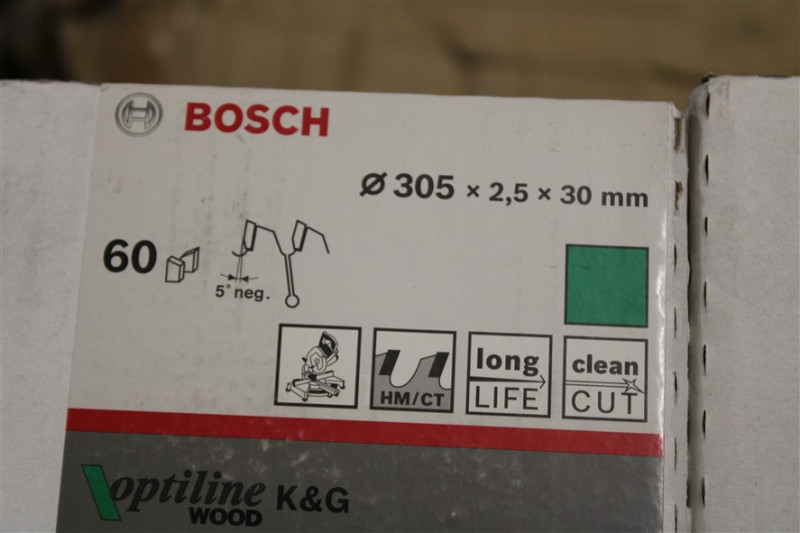 BOSCH
Ø 305 × 2,5 × 30 mm
60
5° neg.
HM/CT
long
LIFE
clean
CUT
optiline
WOOD K&G